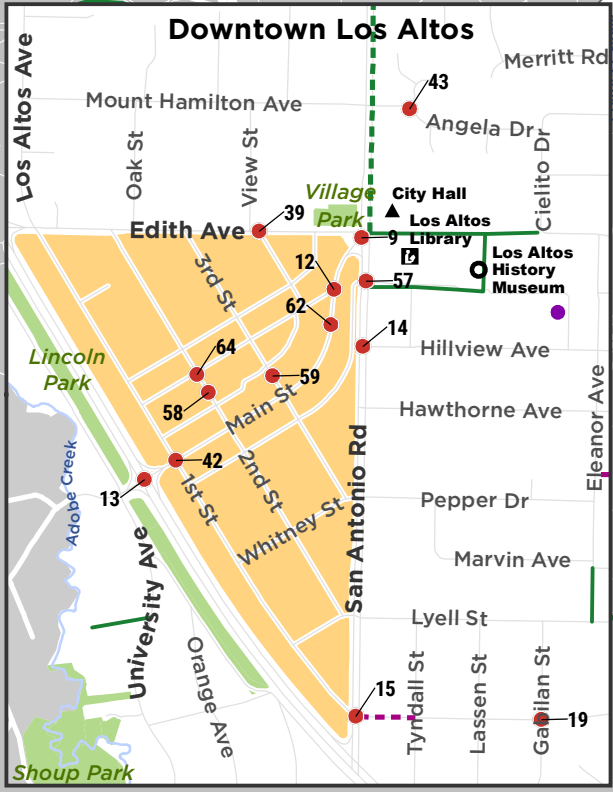 Downtown Los Altos
Los Altos Ave
Merritt Rd
43
Mount Hamilton Ave
Angela Dr
Oak St
View St
Cielito Dr
Village
Park
City Hall
39
Edith Ave
9
Los Altos
Library
Los Altos
History
Museum
3rd St
12
57
62
14
Hillview Ave
Lincoln
Park
64
59
58
Main St
Hawthorne Ave
Eleanor Ave
San Antonio Rd
Adobe Creek
42
13
1st St
2nd St
Whitney St
Pepper Dr
Marvin Ave
University Ave
Orange Ave
Lyell St
15
Tyndall St
Lassen St
Gabilan St
19
Shoup Park